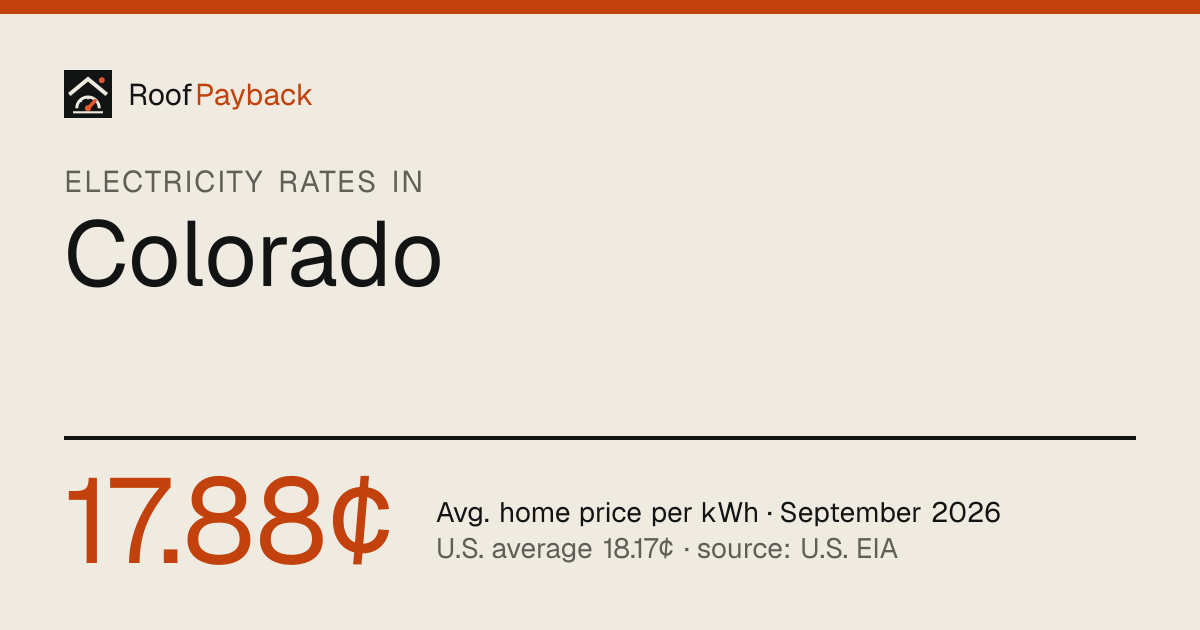 RoofPayback
ELECTRICITY RATES IN
Colorado
17.88¢
Avg. home price per kWh · September 2026
U.S. average 18.17¢ · source: U.S. EIA